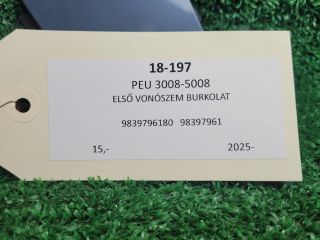 18-197
PEU 3008-5008
ELSŐ VONÓSZEM BURKOLAT
9839796180 98397961
15,- 2025-